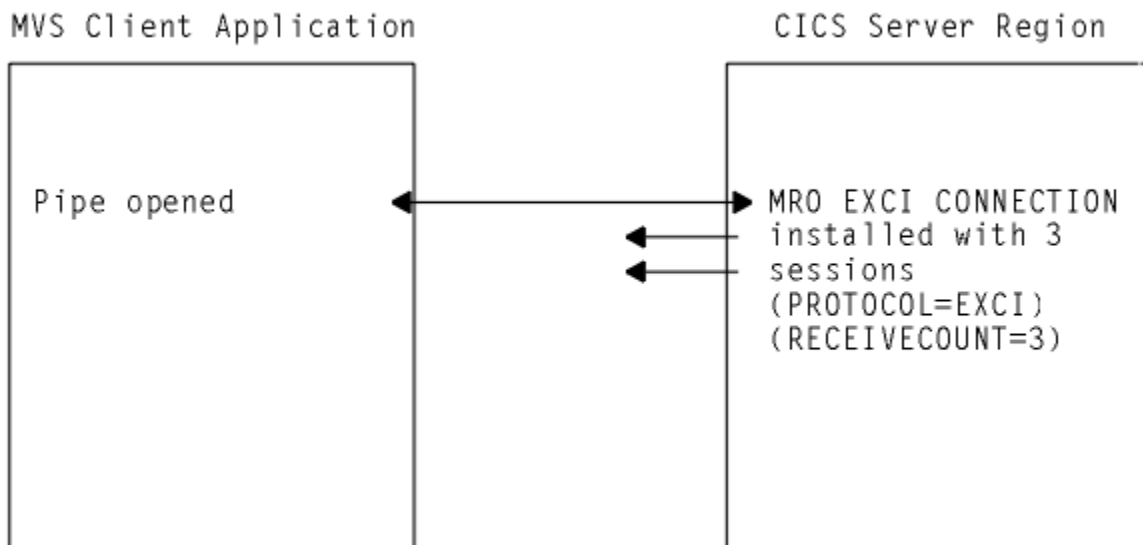 MVS Client Application
CICS Server Region
Pipe opened
MRO EXCI CONNECTION
installed with 3
sessions
(PROTOCOL=EXCI)
(RECEIVECOUNT=3)